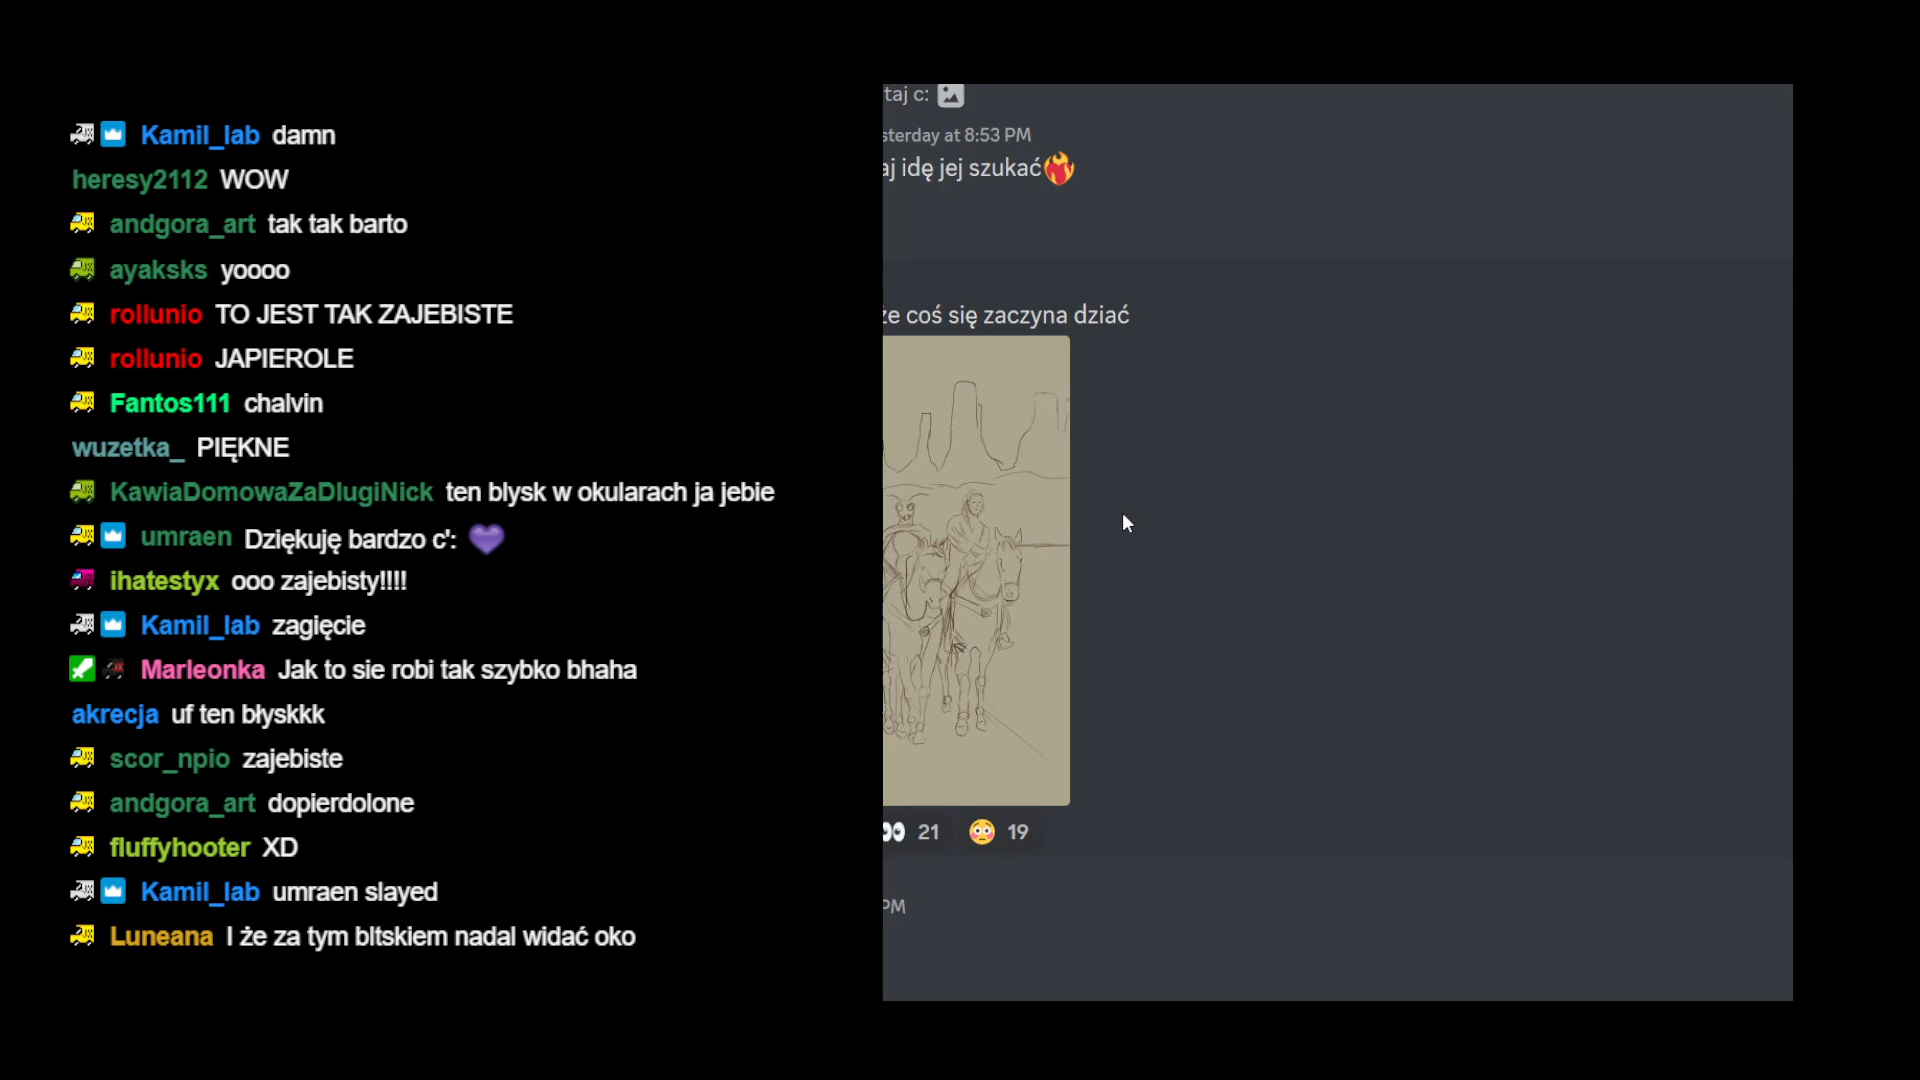 Kamil_lab damn
heresy2112 WOW
andgora_art tak tak barto
ayaksks yoooo
rollunio TO JEST TAK ZAJEBISTE
rollunio JAPIEROLE
Fantos111 chalvin
wuzetka_ PIĘKNE
KawiaDomowaZaDlugiNick ten blysk w okularach ja jebie
umraen Dziękuję bardzo c':
ihatestyx ooo zajebisty!!!!
Kamil_lab zagięcie
Marleonka Jak to sie robi tak szybko bhaha
akrecja uf ten błyskkk
scor_npio zajebiste
andgora_art dopierdolone
fluffyhooter XD
Kamil_lab umraen slayed
Luneana I że za tym bltskiem nadal widać oko
taj c:
sterday at 8:53 PM
aj idę jej szukać
że coś się zaczyna dziać
21 19
PM